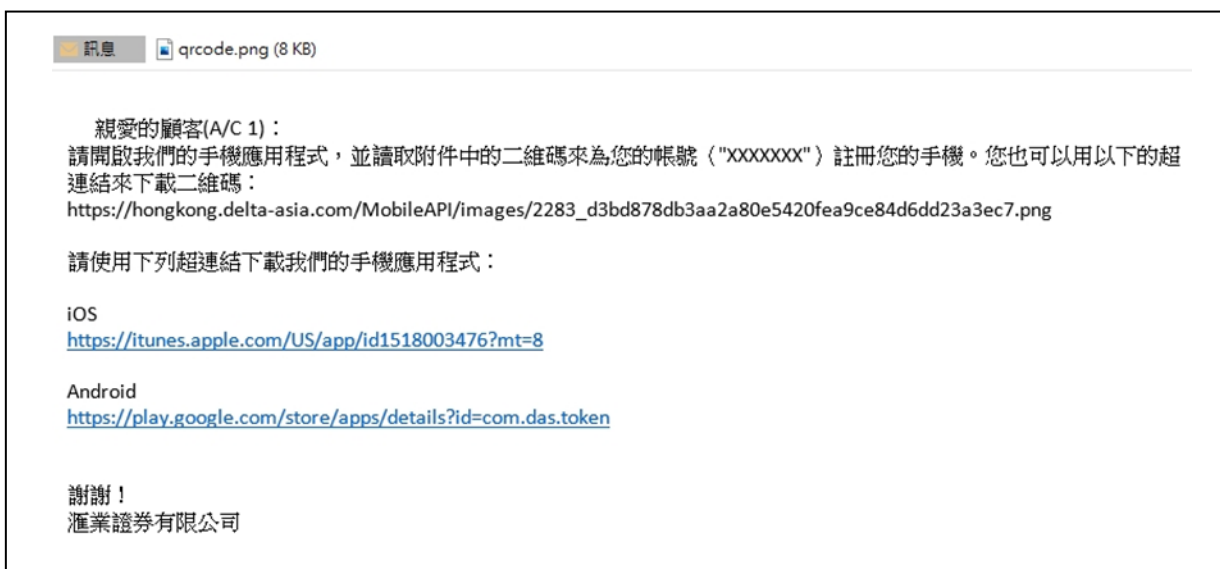 訊息 qrcode.png (8 KB)
親愛的顧客(A/C 1)：
請開啟我們的手機應用程式，並讀取附件中的二維碼來為您的帳號（"XXXXXXX"）註冊您的手機。您也可以用以下的超
連結來下載二維碼：
https://hongkong.delta-asia.com/MobileAPI/images/2283_d3bd878db3aa2a80e5420fea9ce84d6dd23a3ec7.png
請使用下列超連結下載我們的手機應用程式：
iOS
https://itunes.apple.com/US/app/id1518003476?mt=8
Android
https://play.google.com/store/apps/details?id=com.das.token
謝謝！
滙業證券有限公司